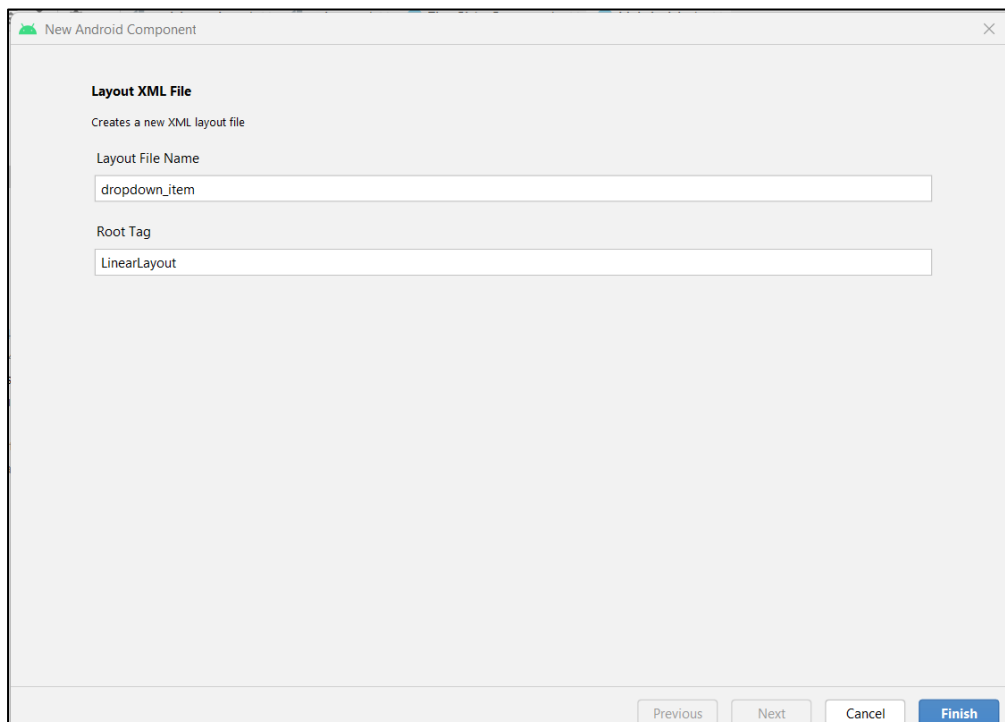 New Android Component
Layout XML File
Creates a new XML layout file
Layout File Name
dropdown_item
Root Tag
LinearLayout
Previous Next Cancel Finish